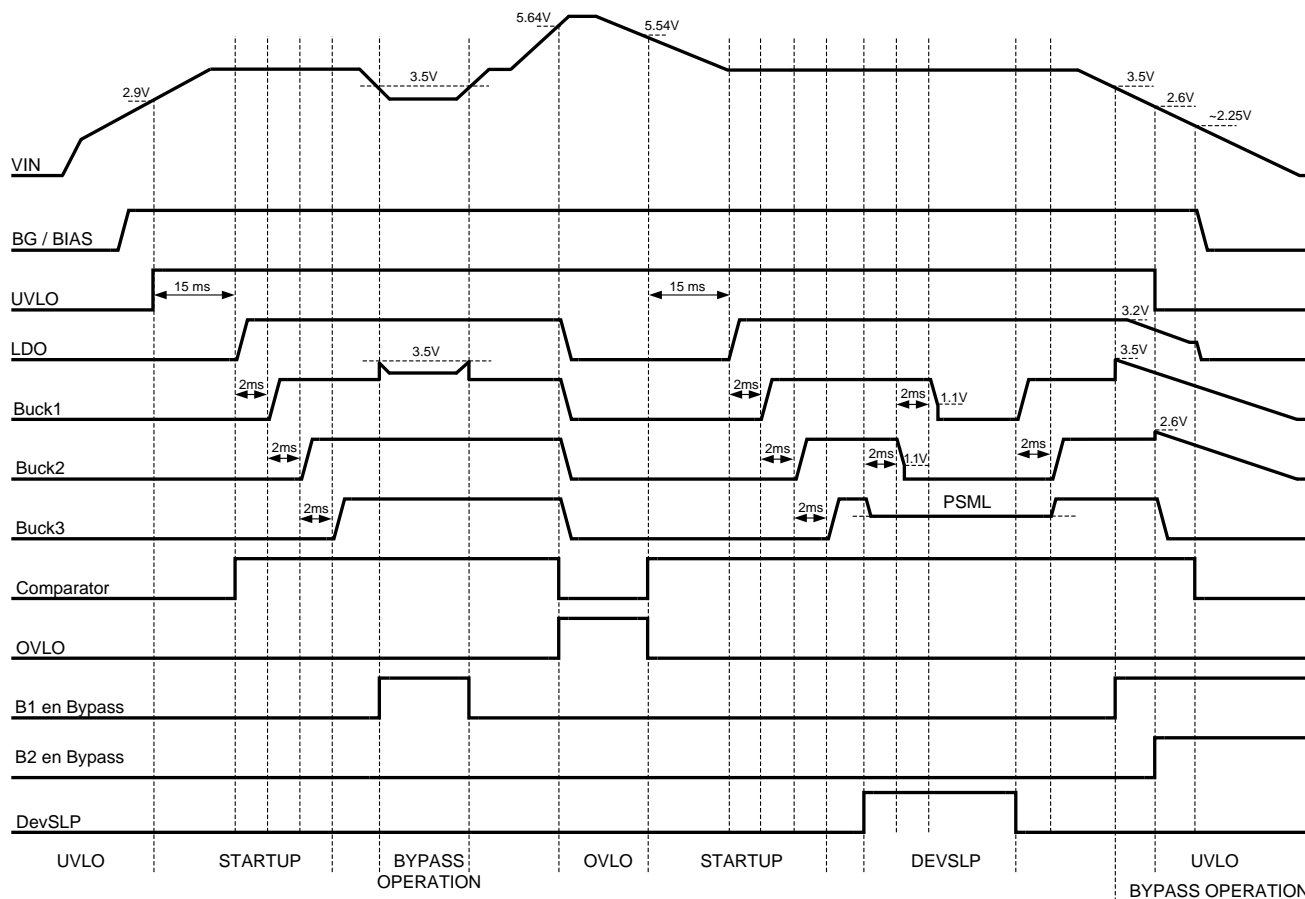 5.64V
5.54V
3.5V
3.5V
2.9V
2.6V
~2.25V
VIN
BG / BIAS
15 ms
15 ms
UVLO
3.2V
LDO
3.5V
3.5V
2ms
2ms
2ms
1.1V
Buck1
2.6V
2ms
2ms
2ms
1.1V
2ms
Buck2
PSML
2ms
2ms
Buck3
Comparator
OVLO
B1 en Bypass
B2 en Bypass
DevSLP
UVLO
STARTUP
BYPASS
OPERATION
OVLO
STARTUP
DEVSLP
UVLO
BYPASS OPERATION